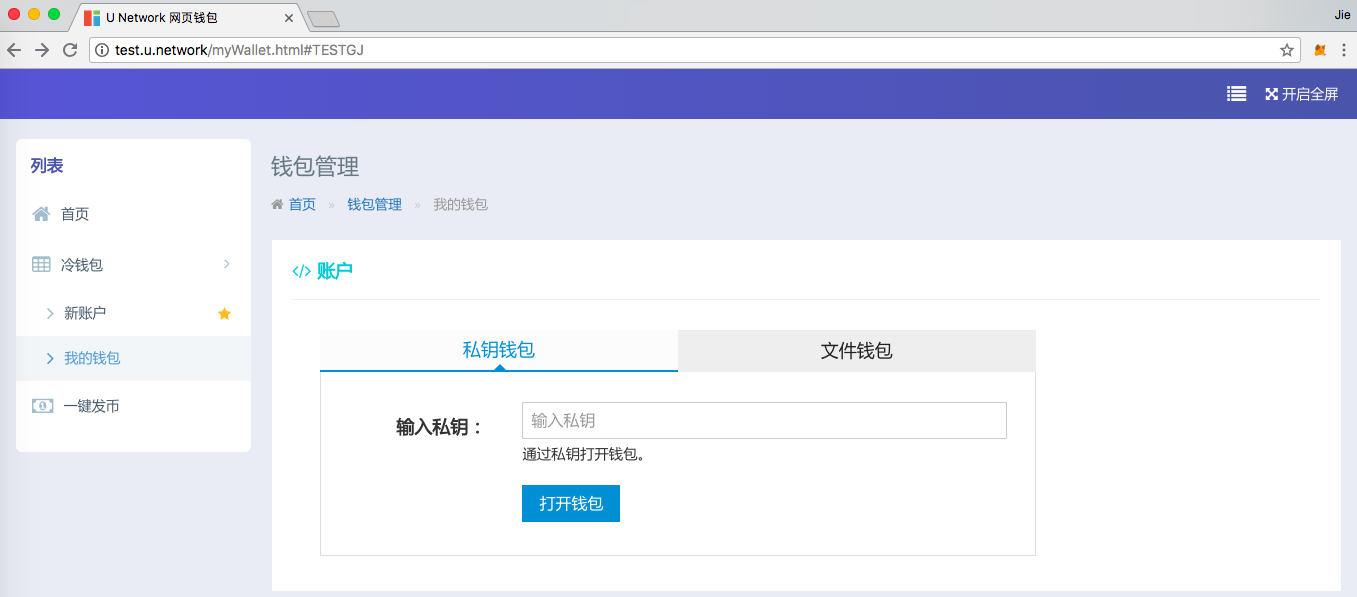 U Network 网页钱包
Jie
test.u.network/myWallet.html#TESTGJ
开启全屏
列表
首页
冷钱包
新账户
我的钱包
一键发币
钱包管理
首页 » 钱包管理 » 我的钱包
</> 账户
私钥钱包 文件钱包
输入私钥： 输入私钥
通过私钥打开钱包。
打开钱包